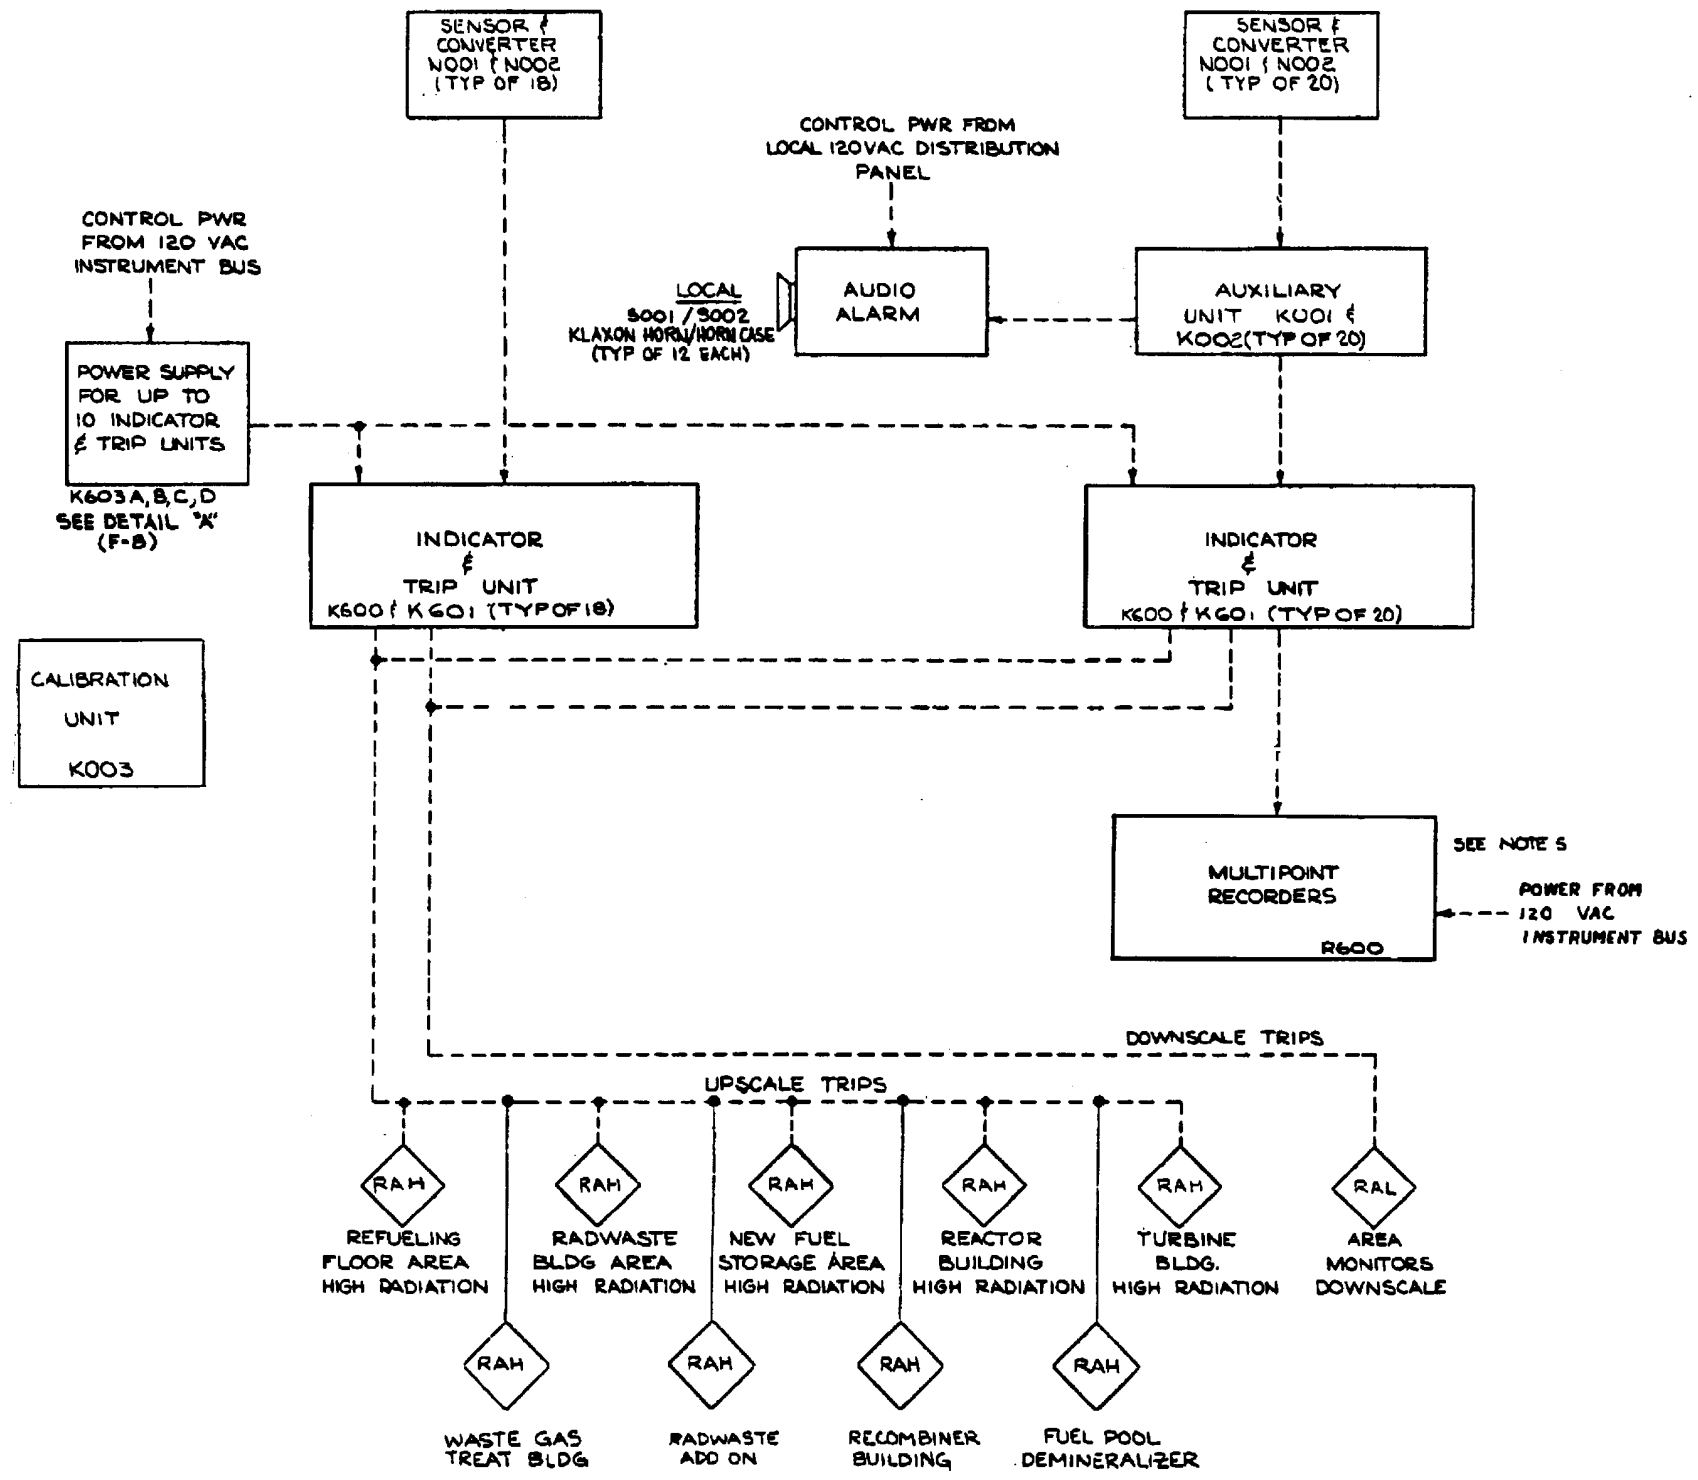 SENSOR &
CONVERTER
N001 & N002
(TYP OF 18)
SENSOR &
CONVERTER
N001 & N002
(TYP OF 20)
CONTROL PWR FROM
LOCAL 120VAC DISTRIBUTION
PANEL
CONTROL PWR
FROM 120 VAC
INSTRUMENT BUS
LOCAL
S001/S002
KLAXON HORN/HORN CASE
(TYP OF 12 EACH)
AUDIO
ALARM
AUXILIARY
UNIT K001 &
K002 (TYP OF 20)
POWER SUPPLY
FOR UP TO
10 INDICATOR
& TRIP UNITS
K603 A, B, C, D
SEE DETAIL "A"
(F-8)
INDICATOR
&
TRIP UNIT
K600 & K601 (TYP OF 18)
INDICATOR
&
TRIP UNIT
K600 & K601 (TYP OF 20)
CALIBRATION
UNIT
K003
MULTIPOINT
RECORDERS
R600
SEE NOTE 5
POWER FROM
120 VAC
INSTRUMENT BUS
DOWNSCALE TRIPS
UPSCALE TRIPS
RAH
REFUELING
FLOOR AREA
HIGH RADIATION
RAH
RADWASTE
BLDG AREA
HIGH RADIATION
RAH
NEW FUEL
STORAGE AREA
HIGH RADIATION
RAH
REACTOR
BUILDING
HIGH RADIATION
RAH
TURBINE
BLDG.
HIGH RADIATION
RAL
AREA
MONITORS
DOWNSCALE
RAH
WASTE GAS
TREAT BLDG
RAH
RADWASTE
ADD ON
RAH
RECOMBINER
BUILDING
RAH
FUEL POOL
DEMINERALIZER